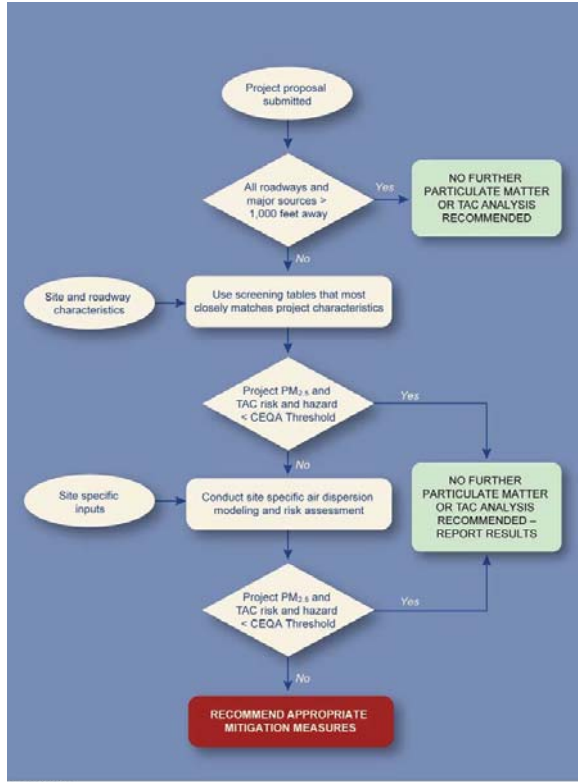 Project proposal
submitted
All roadways and
major sources >
1,000 feet away
Yes
NO FURTHER
PARTICULATE MATTER
OR TAC ANALYSIS
RECOMMENDED
No
Site and roadway
characteristics
Use screening tables that most
closely matches project characteristics
Project PM2.5 and
TAC risk and hazard
< CEQA Threshold
Yes
No
Site specific
inputs
Conduct site specific air dispersion
modeling and risk assessment
NO FURTHER
PARTICULATE MATTER
OR TAC ANALYSIS
RECOMMENDED –
REPORT RESULTS
Project PM2.5 and
TAC risk and hazard
< CEQA Threshold
Yes
No
RECOMMEND APPROPRIATE
MITIGATION MEASURES